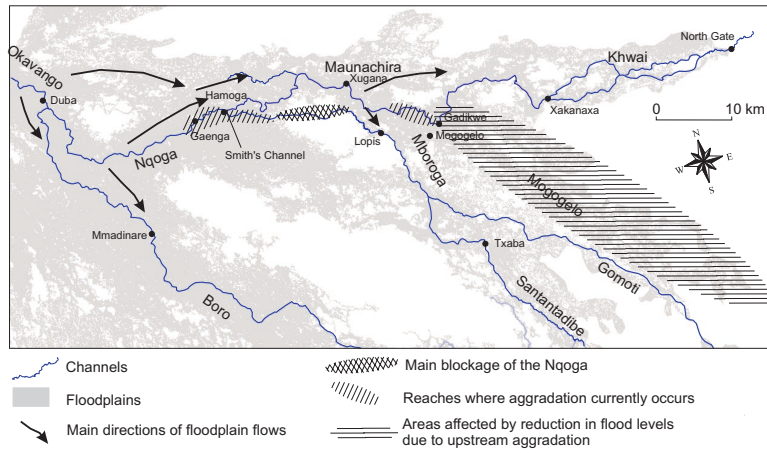 North Gate
Khwai
Okavango
Maunachira
Xugana
Duba
Hamoga
Xakanaxa
0 10 km
Gadikwe
Gaenga
Mogogelo
Smith's Channel
Lopis
Nqoga
Mboroga
N
W E
S
Mogogelo
Mmadinare
Txaba
Gomoti
Boro
Santantadibe
Channels
Main blockage of the Nqoga
Floodplains
Reaches where aggradation currently occurs
Main directions of floodplain flows
Areas affected by reduction in flood levels
due to upstream aggradation